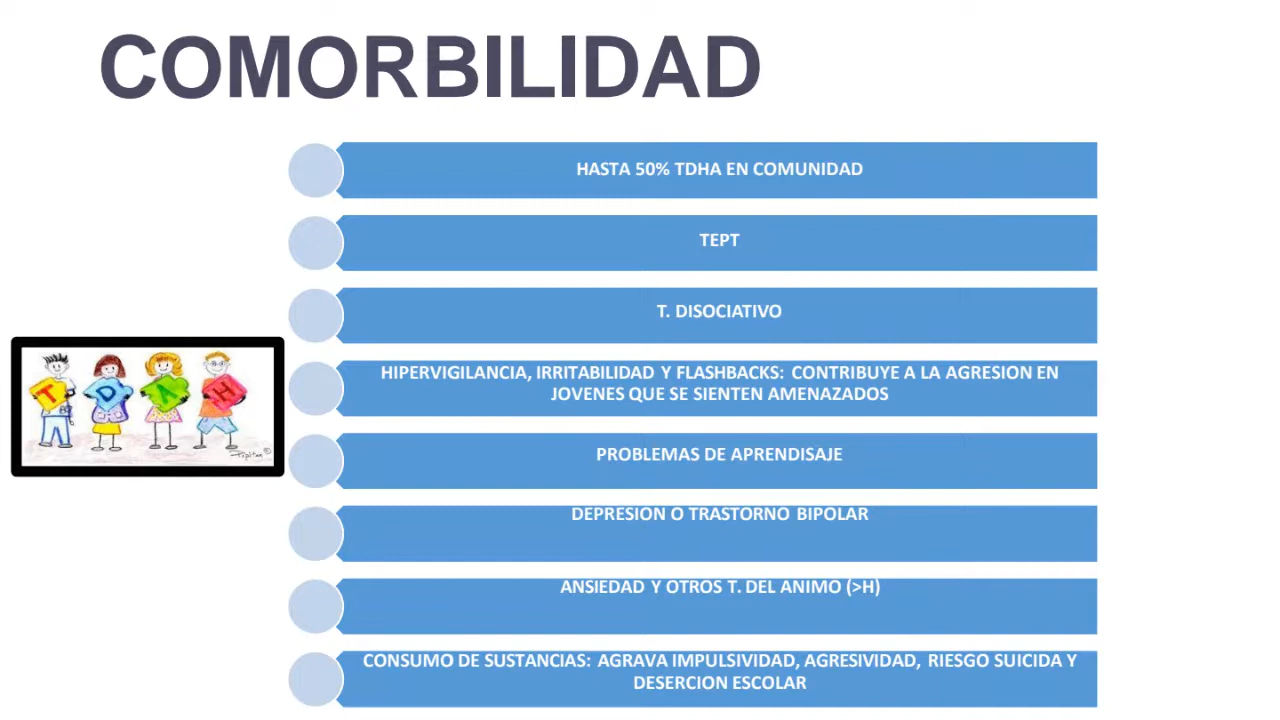 COMORBILIDAD
HASTA 50% TDHA EN COMUNIDAD
TEPT
T. DISOCIATIVO
HIPERVIGILANCIA, IRRITABILIDAD Y FLASHBACKS: CONTRIBUYE A LA AGRESION EN
JOVENES QUE SE SIENTEN AMENAZADOS
T D A H
PROBLEMAS DE APRENDISAJE
DEPRESION O TRASTORNO BIPOLAR
ANSIEDAD Y OTROS T. DEL ANIMO (>H)
CONSUMO DE SUSTANCIAS: AGRAVA IMPULSIVIDAD, AGRESIVIDAD, RIESGO SUICIDA Y
DESERCION ESCOLAR